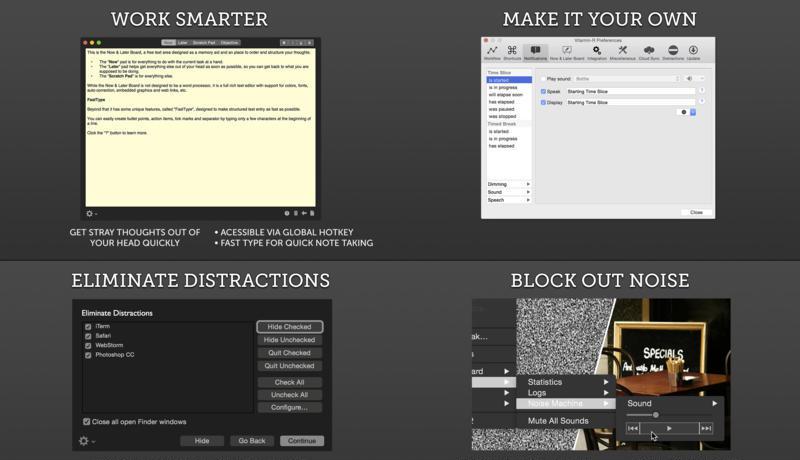 WORK SMARTER
Now Later Scratch Pad Objective
This is the Now & Later Board, a free text area designed as a memory aid and as place to order and structure your thoughts:
• The "Now" pad is for everything to do with the current task at a hand.
• The "Later" pad helps get everything else out of your head as soon as possible, so you can get back to what you are
supposed to be doing.
• The "Scratch Pad" is for everything else.
While the Now & Later Board is not designed to be a word processor, it is a full rich text editor with support for colors, fonts,
auto-correction, embedded graphics and web links, etc.
FastType
Beyond that it has some unique features, called "FastType", designed to make structured text entry as fast as possible.
You can easily create bullet points, action items, tick marks and separator by typing only a few characters at the beginning of
a line.
Click the "?" button to learn more.
GET STRAY THOUGHTS OUT OF
YOUR HEAD QUICKLY
• ACESSIBLE VIA GLOBAL HOTKEY
• FAST TYPE FOR QUICK NOTE TAKING
MAKE IT YOUR OWN
Vitamin-R Preferences
Workflow Shortcuts Notifications Now & Later Board Integration Miscellaneous Cloud Sync Distractions Update
Time Slice
is started
is in progress
will elapse soon
has elapsed
was paused
was stopped
Timed Break
is started
is in progress
has elapsed
Dimming
Sound
Speech
Play sound: Bottle
Speak Starting Time Slice ?
Display Starting Time Slice ?
Close
ELIMINATE DISTRACTIONS
Eliminate Distractions
iTerm
Safari
WebStorm
Photoshop CC
Hide Checked
Hide Unchecked
Quit Checked
Quit Unchecked
Check All
Uncheck All
Configure...
Close all open Finder windows
Hide Go Back Continue
BLOCK OUT NOISE
SPECIALS
Statistics
Logs
Noise Machine
Mute All Sounds
Sound